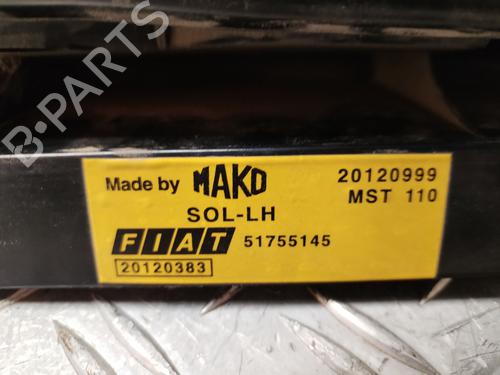 B-PARTS
Made by MAKO 20120999
SOL-LH MST 110
FIAT 51755145
20120383